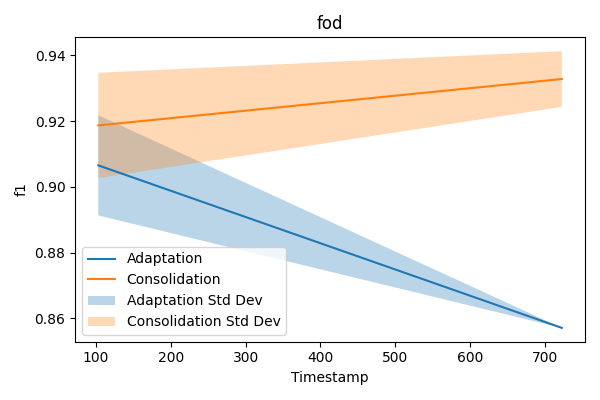 fod
f1
0.94
0.92
0.90
0.88
0.86
Adaptation
Consolidation
Adaptation Std Dev
Consolidation Std Dev
100 200 300 400 500 600 700
Timestamp